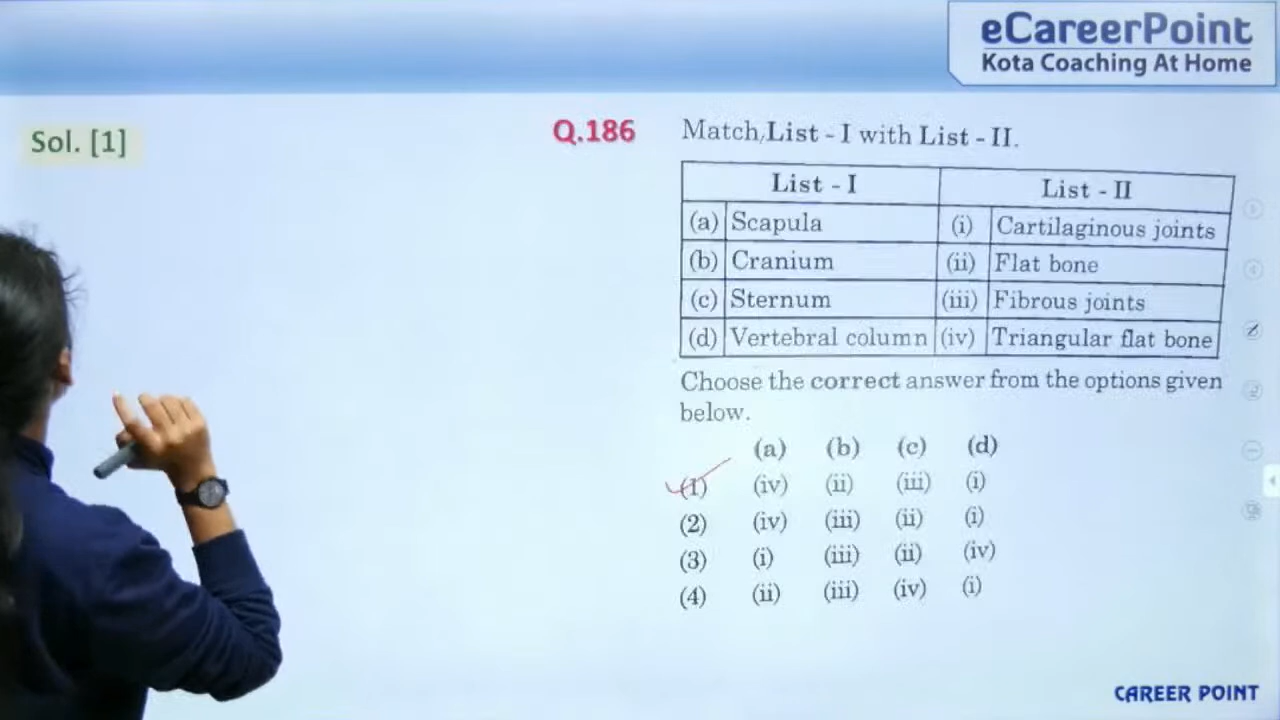 eCareerPoint
Kota Coaching At Home
Sol. [1]
Q.186 Match List - I with List - II.
List - I List - II
(a) Scapula (i) Cartilaginous joints
(b) Cranium (ii) Flat bone
(c) Sternum (iii) Fibrous joints
(d) Vertebral column (iv) Triangular flat bone
Choose the correct answer from the options given
below.
(a) (b) (c) (d)
(1) (iv) (ii) (iii) (i)
(2) (iv) (iii) (ii) (i)
(3) (i) (iii) (ii) (iv)
(4) (ii) (iii) (iv) (i)
CAREER POINT